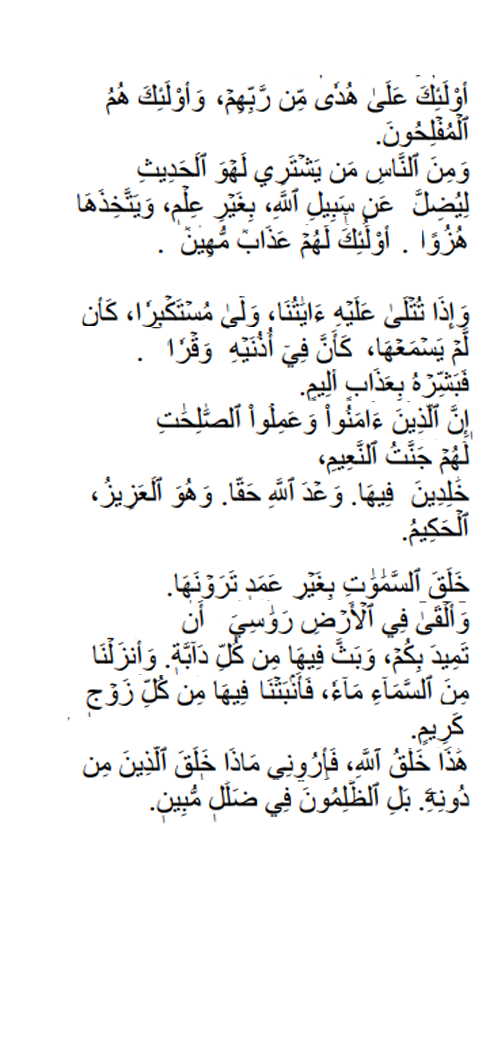 أُوْلَٰٓئِكَ عَلَىٰ هُدٗى مِّن رَّبِّهِمۡ، وَأُوْلَٰٓئِكَ هُمُ
ٱلۡمُفۡلِحُونَ.
وَمِنَ ٱلنَّاسِ مَن يَشۡتَرِي لَهۡوَ ٱلۡحَدِيثِ
لِيُضِلَّ عَن سَبِيلِ ٱللَّهِ، بِغَيۡرِ عِلۡمٖ، وَيَتَّخِذَهَا
هُزُوًا . أُوْلَٰٓئِكَ لَهُمۡ عَذَابٞ مُّهِينٞ .
وَإِذَا تُتۡلَىٰ عَلَيۡهِ ءَايَٰتُنَا، وَلَّىٰ مُسۡتَكۡبِرٗا، كَأَن
لَّمۡ يَسۡمَعۡهَا، كَأَنَّ فِيٓ أُذُنَيۡهِ وَقۡرٗا .
فَبَشِّرۡهُ بِعَذَابٍ أَلِيمٍ.
إِنَّ ٱلَّذِينَ ءَامَنُواْ وَعَمِلُواْ ٱلصَّٰلِحَٰتِ
لَهُمۡ جَنَّٰتُ ٱلنَّعِيمِ،
خَٰلِدِينَ فِيهَا. وَعۡدَ ٱللَّهِ حَقّٗا. وَهُوَ ٱلۡعَزِيزُ،
ٱلۡحَكِيمُ.
خَلَقَ ٱلسَّمَٰوَٰتِ بِغَيۡرِ عَمَدٖ تَرَوۡنَهَا.
وَأَلۡقَىٰ فِي ٱلۡأَرۡضِ رَوَٰسِيَ أَن
تَمِيدَ بِكُمۡ، وَبَثَّ فِيهَا مِن كُلِّ دَآبَّةٖ. وَأَنزَلۡنَا
مِنَ ٱلسَّمَآءِ مَآءٗ، فَأَنۢبَتۡنَا فِيهَا مِن كُلِّ زَوۡجٖ
كَرِيمٍ.
هَٰذَا خَلۡقُ ٱللَّهِ، فَأَرُونِي مَاذَا خَلَقَ ٱلَّذِينَ مِن
دُونِهِۦۚ. بَلِ ٱلظَّٰلِمُونَ فِي ضَلَٰلٖ مُّبِينٖ.